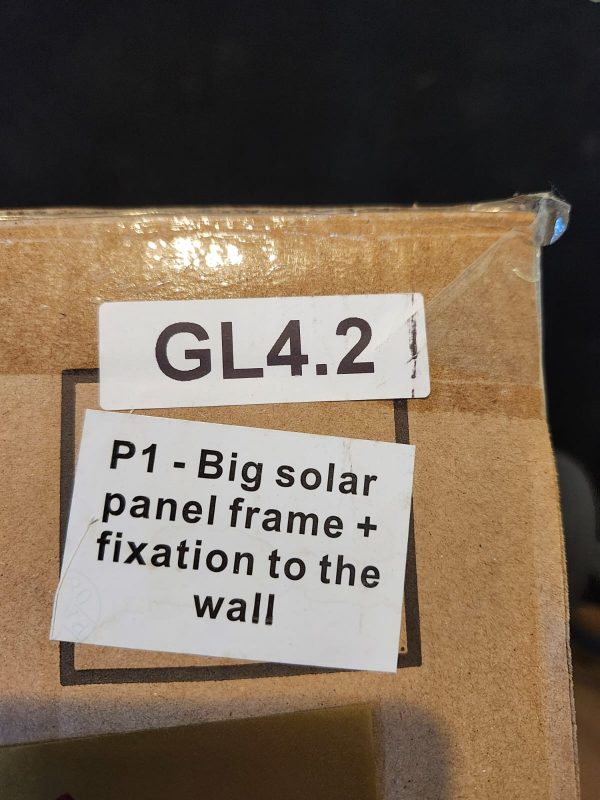 GL4.2
P1 - Big solar
panel frame +
fixation to the
wall